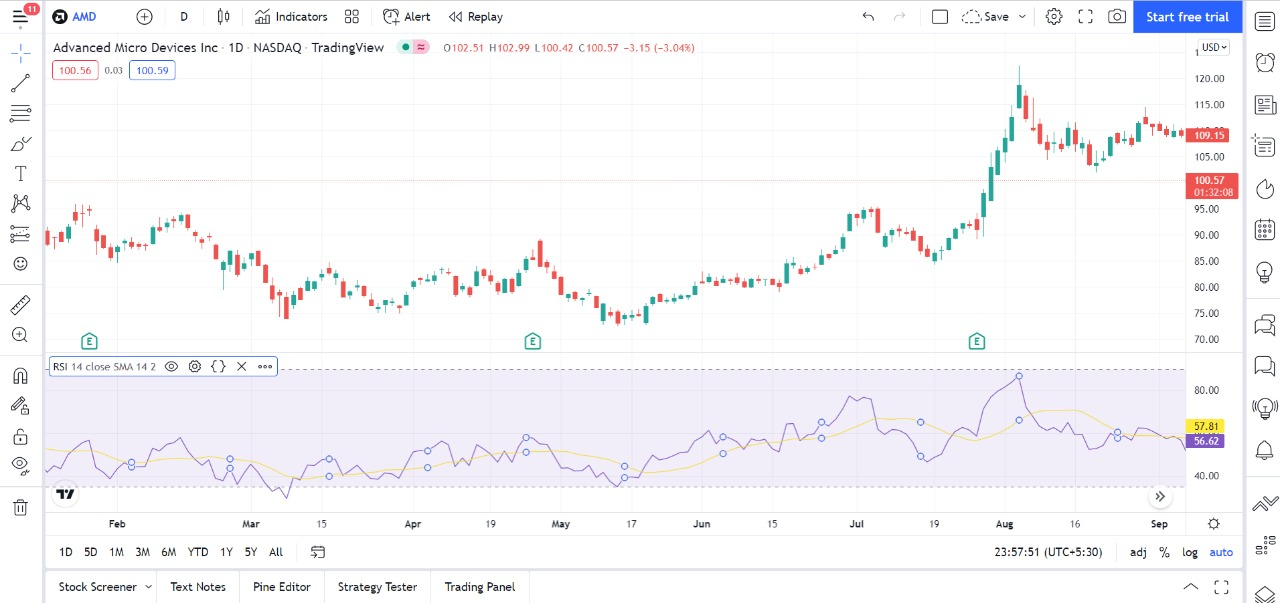 11
AMD
D
Indicators
Alert
Replay
Save
Start free trial
Advanced Micro Devices Inc · 1D · NASDAQ · TradingView
O102.51 H102.99 L100.42 C100.57 −3.15 (−3.04%)
USD
100.56
0.03
100.59
120.00
115.00
109.15
105.00
100.57
01:32:08
95.00
90.00
85.00
80.00
75.00
70.00
E
E
E
RSI 14 close SMA 14 2
80.00
57.81
56.62
40.00
Feb
Mar
15
Apr
19
May
17
Jun
15
Jul
19
Aug
16
Sep
1D
5D
1M
3M
6M
YTD
1Y
5Y
All
23:57:51 (UTC+5:30)
adj
%
log
auto
Stock Screener
Text Notes
Pine Editor
Strategy Tester
Trading Panel